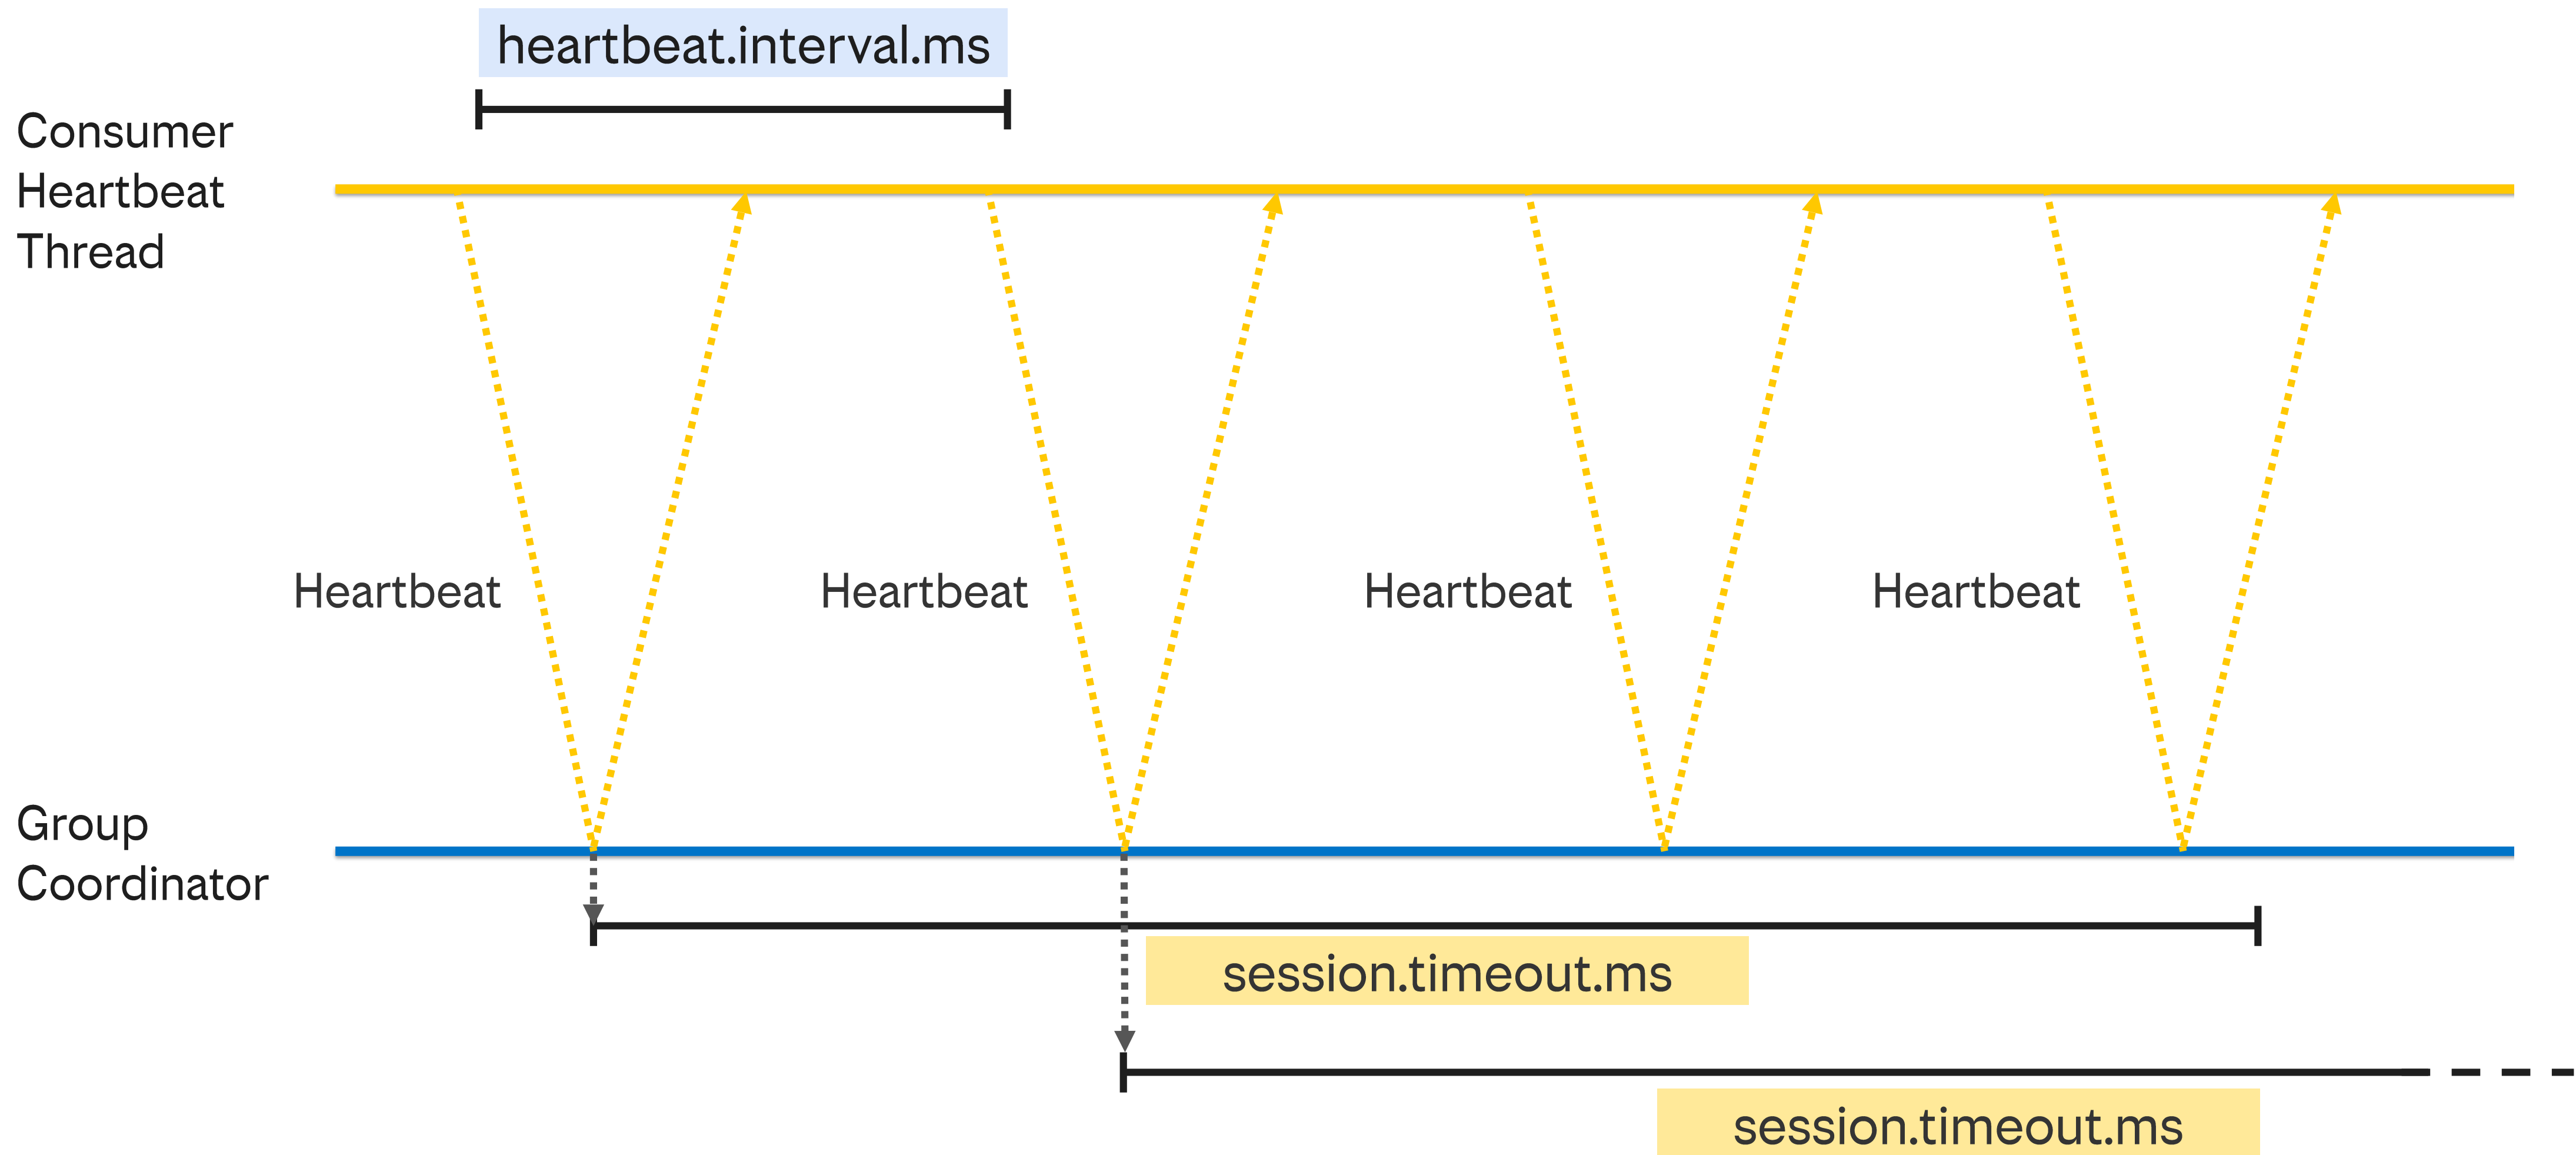 heartbeat.interval.ms
Consumer
Heartbeat
Thread
Heartbeat
Heartbeat
Heartbeat
Heartbeat
Group
Coordinator
session.timeout.ms
session.timeout.ms